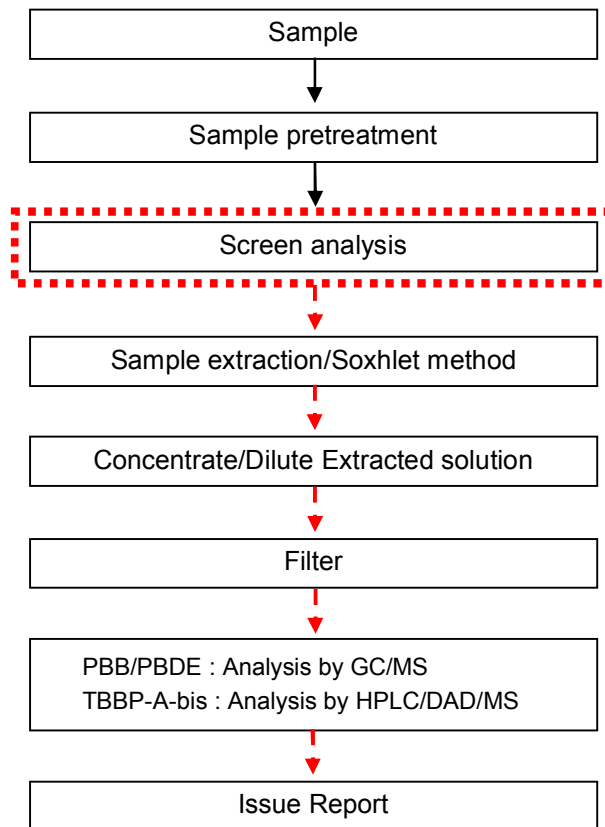 Sample
Sample pretreatment
Screen analysis
Sample extraction/Soxhlet method
Concentrate/Dilute Extracted solution
Filter
PBB/PBDE : Analysis by GC/MS
TBBP-A-bis : Analysis by HPLC/DAD/MS
Issue Report